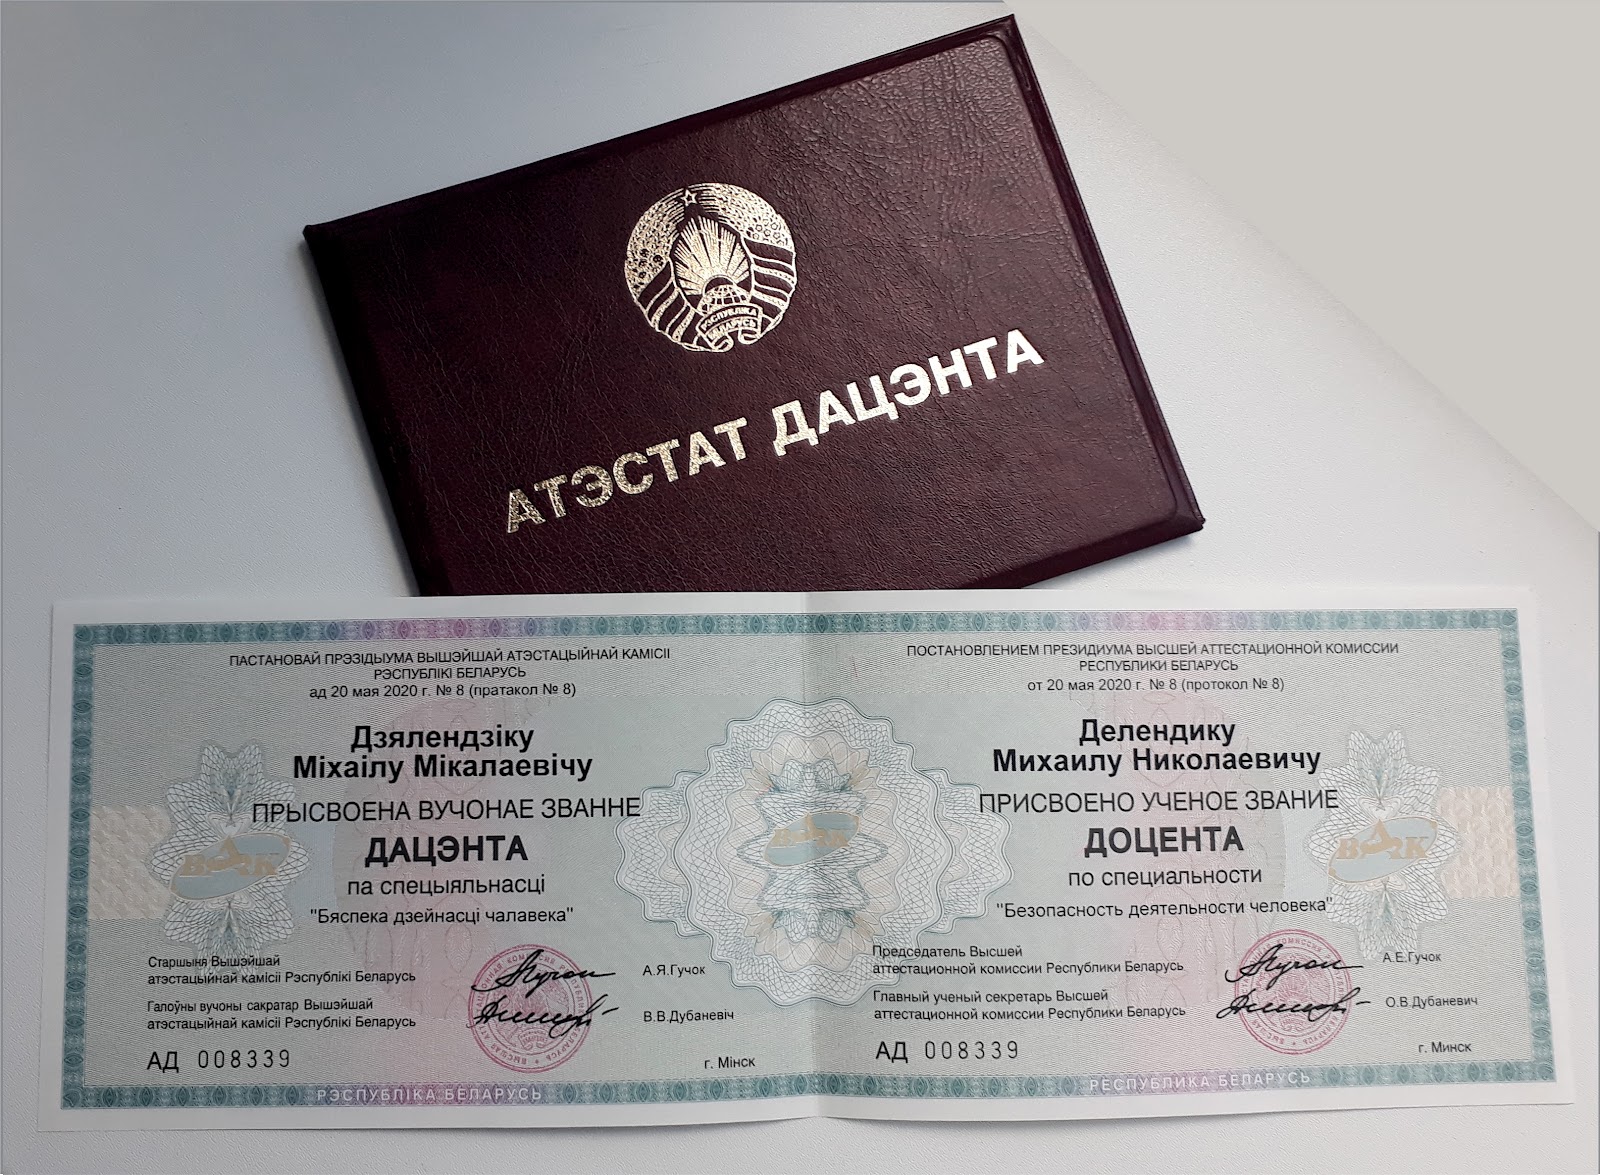 РЭСПУБЛІКА
БЕЛАРУСЬ
АТЭСТАТ ДАЦЭНТА
ПАСТАНОВАЙ ПРЭЗІДЫУМА ВЫШЭЙШАЙ АТЭСТАЦЫЙНАЙ КАМІСІІ
РЭСПУБЛІКІ БЕЛАРУСЬ
ад 20 мая 2020 г. № 8 (пратакол № 8)
Дзялендзіку
Міхаілу Мікалаевічу
ПРЫСВОЕНА ВУЧОНАЕ ЗВАННЕ
ДАЦЭНТА
па спецыяльнасці
"Бяспека дзейнасці чалавека"
ВАК
Старшыня Вышэйшай
атэстацыйнай камісіі Рэспублікі Беларусь
А.Я.Гучок
Галоўны вучоны сакратар Вышэйшай
атэстацыйнай камісіі Рэспублікі Беларусь
В.В.Дубаневіч
АД 008339
г. Мінск
РЭСПУБЛІКА БЕЛАРУСЬ
ВАК
ПОСТАНОВЛЕНИЕМ ПРЕЗИДИУМА ВЫСШЕЙ АТТЕСТАЦИОННОЙ КОМИССИИ
РЕСПУБЛИКИ БЕЛАРУСЬ
от 20 мая 2020 г. № 8 (протокол № 8)
Делендику
Михаилу Николаевичу
ПРИСВОЕНО УЧЕНОЕ ЗВАНИЕ
ДОЦЕНТА
по специальности
"Безопасность деятельности человека"
ВАК
Председатель Высшей
аттестационной комиссии Республики Беларусь
А.Е.Гучок
Главный ученый секретарь Высшей
аттестационной комиссии Республики Беларусь
О.В.Дубаневич
АД 008339
г. Минск
РЕСПУБЛИКА БЕЛАРУСЬ